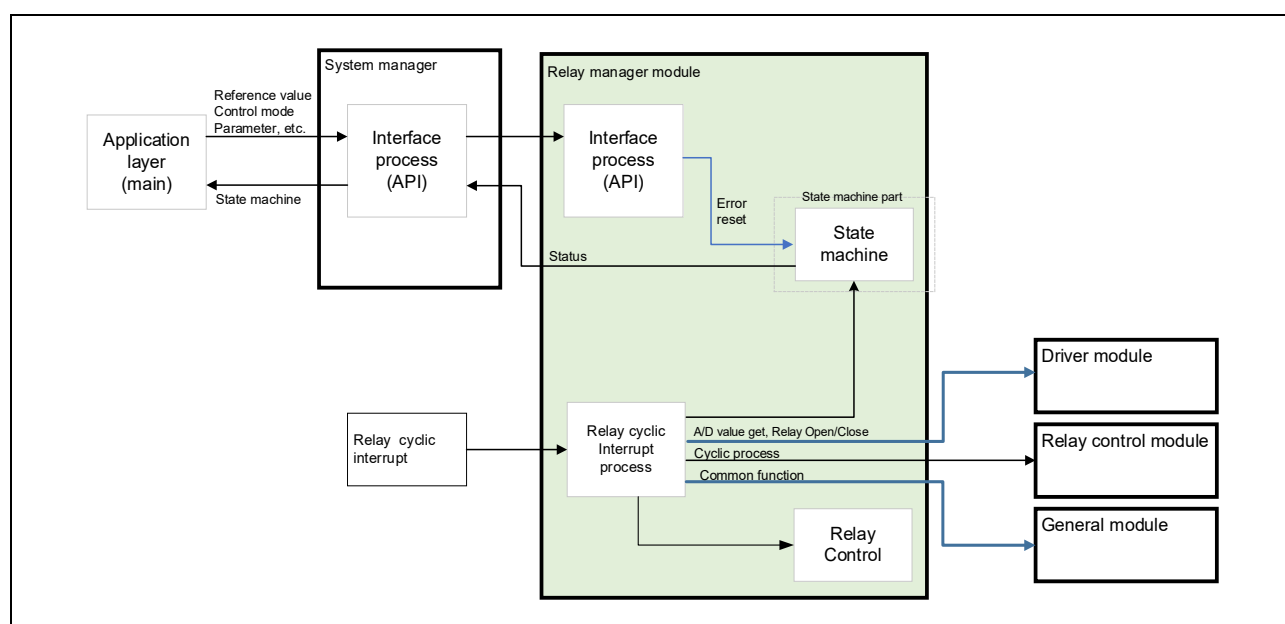 System manager
Relay manager module
Reference value
Control mode
Parameter, etc.
Application
layer
(main)
Interface
process
(API)
Interface
process
(API)
State machine
Error
reset
State machine part
State
machine
Status
Driver module
Relay cyclic
interrupt
Relay cyclic
Interrupt
process
A/D value get, Relay Open/Close
Cyclic process
Common function
Relay control module
General module
Relay
Control